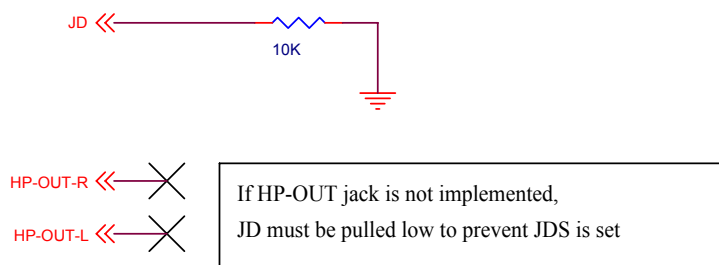 JD
10K
HP-OUT-R
HP-OUT-L
If HP-OUT jack is not implemented,
JD must be pulled low to prevent JDS is set